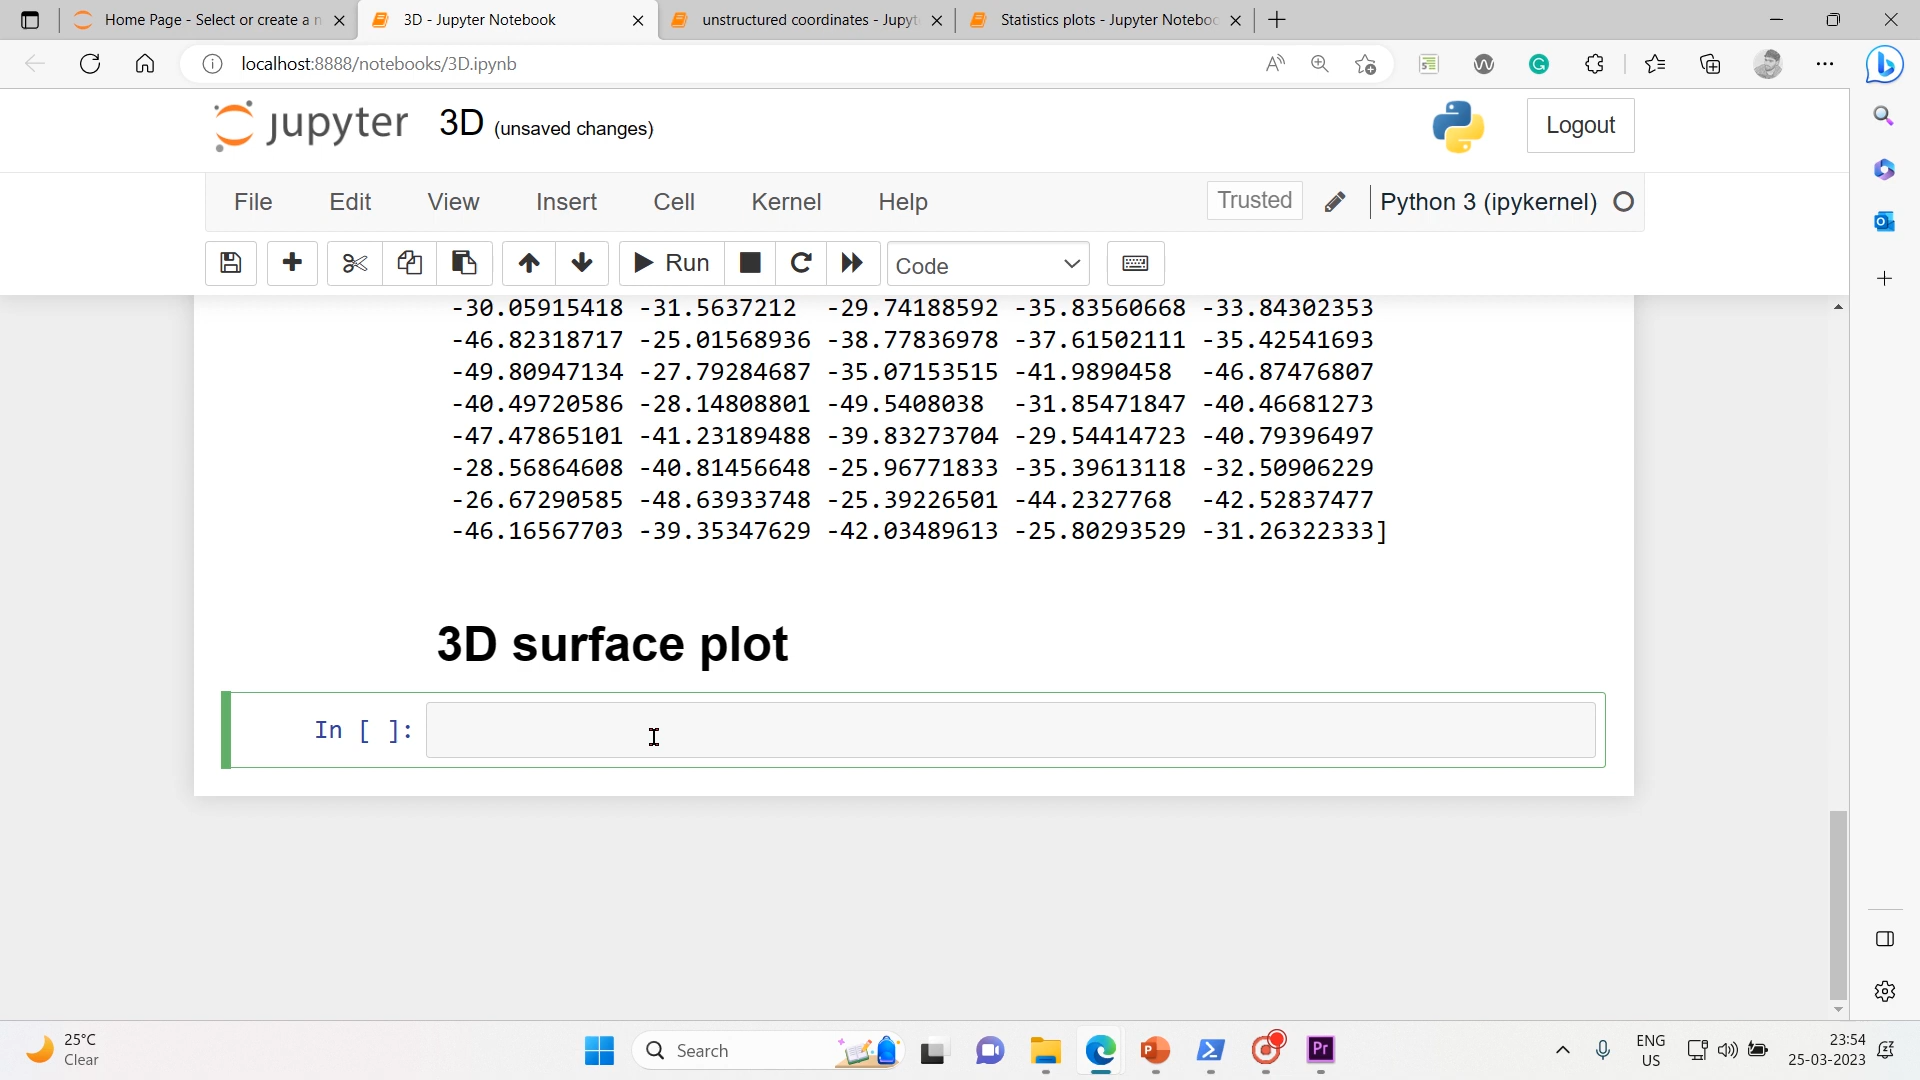 Home Page - Select or create a n
3D - Jupyter Notebook
unstructured coordinates - Jupyt
Statistics plots - Jupyter Noteboo
localhost:8888/notebooks/3D.ipynb
jupyter 3D (unsaved changes)
Logout
File Edit View Insert Cell Kernel Help
Trusted
Python 3 (ipykernel)
Run
Code
-30.05915418 -31.5637212 -29.74188592 -35.83560668 -33.84302353
-46.82318717 -25.01568936 -38.77836978 -37.61502111 -35.42541693
-49.80947134 -27.79284687 -35.07153515 -41.9890458 -46.87476807
-40.49720586 -28.14808801 -49.5408038 -31.85471847 -40.46681273
-47.47865101 -41.23189488 -39.83273704 -29.54414723 -40.79396497
-28.56864608 -40.81456648 -25.96771833 -35.39613118 -32.50906229
-26.67290585 -48.63933748 -25.39226501 -44.2327768 -42.52837477
-46.16567703 -39.35347629 -42.03489613 -25.80293529 -31.26322333]
3D surface plot
In [ ]:
25°C
Clear
Search
Pr
ENG
US
23:54
25-03-2023